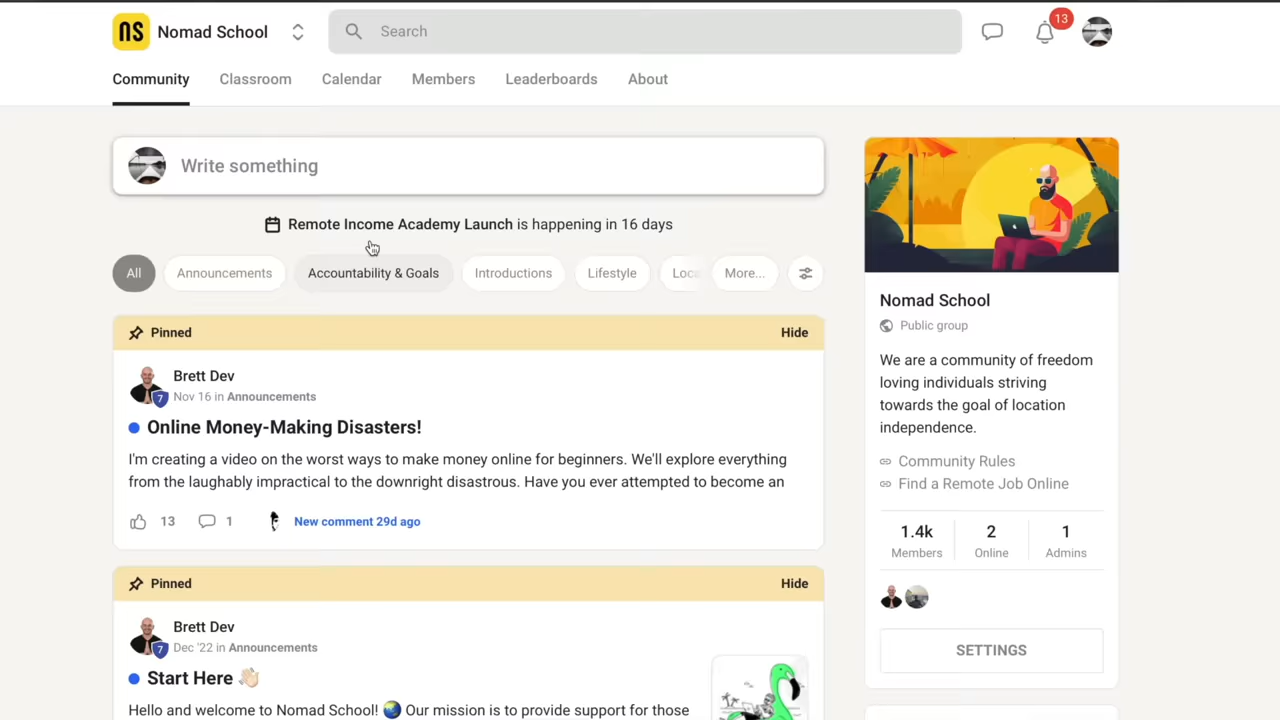 ns Nomad School
Search
13
Community Classroom Calendar Members Leaderboards About
Write something
Remote Income Academy Launch is happening in 16 days
All Announcements Accountability & Goals Introductions Lifestyle Loca More...
Pinned Hide
Brett Dev
7
Nov 16 in Announcements
Online Money-Making Disasters!
I'm creating a video on the worst ways to make money online for beginners. We'll explore everything
from the laughably impractical to the downright disastrous. Have you ever attempted to become an
13 1 New comment 29d ago
Pinned Hide
Brett Dev
7
Dec '22 in Announcements
Start Here 👋🏻
Hello and welcome to Nomad School! 🌎 Our mission is to provide support for those
Nomad School
Public group
We are a community of freedom
loving individuals striving
towards the goal of location
independence.
Community Rules
Find a Remote Job Online
1.4k 2 1
Members Online Admins
SETTINGS